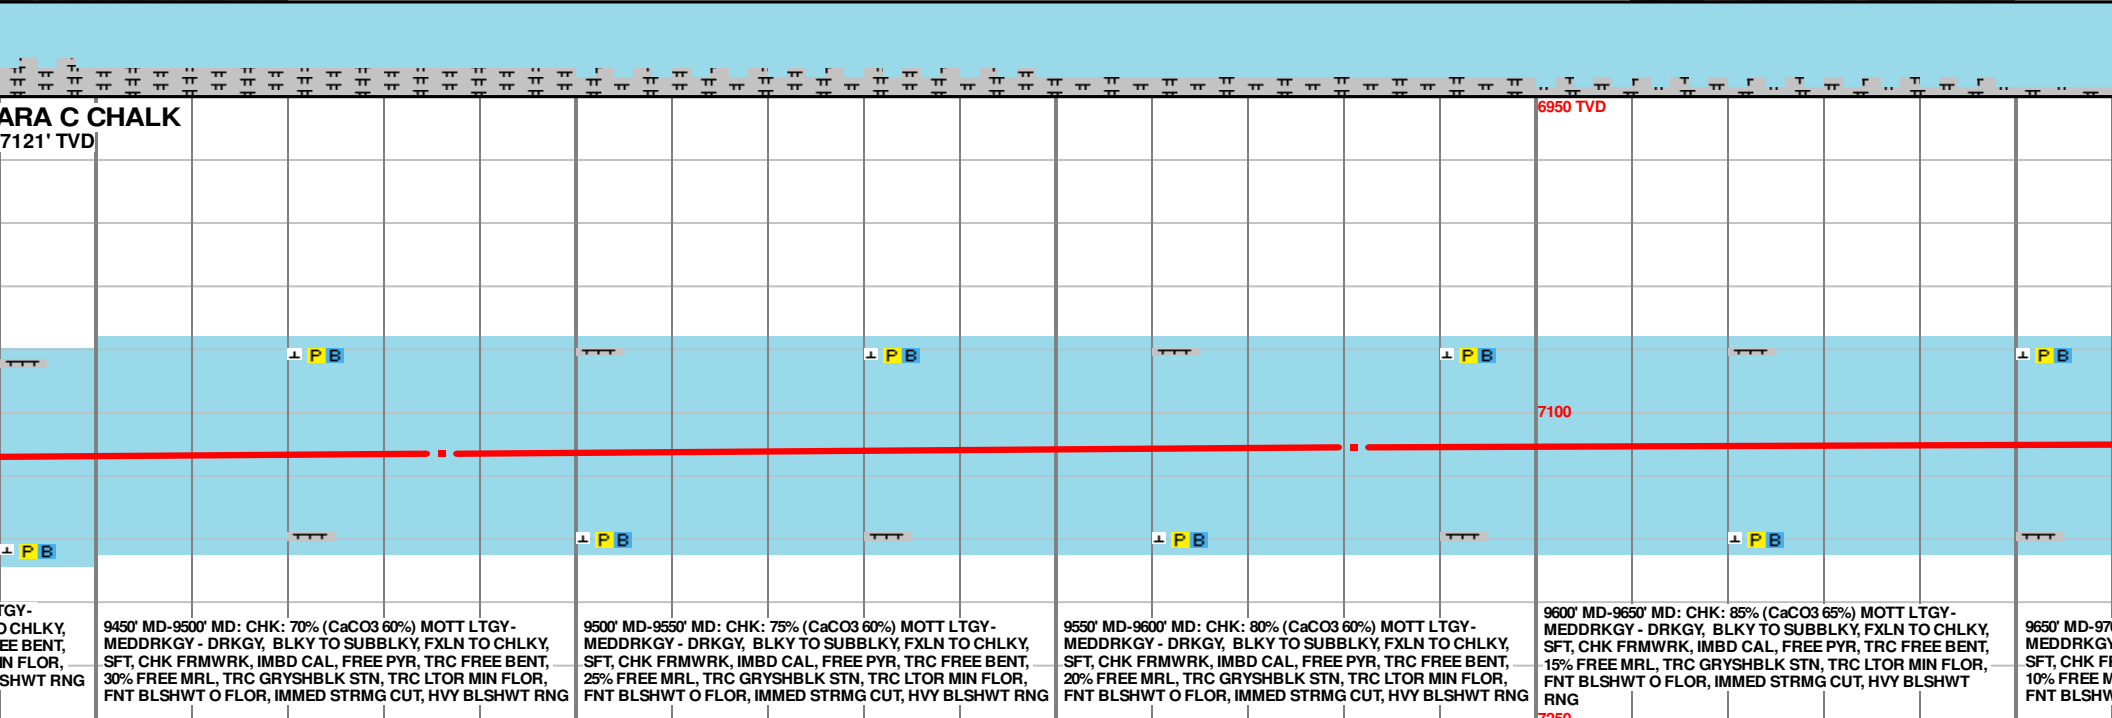 ARA C CHALK
7121' TVD
6950 TVD
P B
P B
P B
P B
7100
P B
P B
P B
P B
TGY-
O CHLKY,
EE BENT,
IN FLOR,
SHWT RNG
9450' MD-9500' MD: CHK: 70% (CaCO3 60%) MOTT LTGY-
MEDDRKGY - DRKGY, BLKY TO SUBBLKY, FXLN TO CHLKY,
SFT, CHK FRMWRK, IMBD CAL, FREE PYR, TRC FREE BENT,
30% FREE MRL, TRC GRYSHBLK STN, TRC LTOR MIN FLOR,
FNT BLSHWT O FLOR, IMMED STRMG CUT, HVY BLSHWT RNG
9500' MD-9550' MD: CHK: 75% (CaCO3 60%) MOTT LTGY-
MEDDRKGY - DRKGY, BLKY TO SUBBLKY, FXLN TO CHLKY,
SFT, CHK FRMWRK, IMBD CAL, FREE PYR, TRC FREE BENT,
25% FREE MRL, TRC GRYSHBLK STN, TRC LTOR MIN FLOR,
FNT BLSHWT O FLOR, IMMED STRMG CUT, HVY BLSHWT RNG
9550' MD-9600' MD: CHK: 80% (CaCO3 60%) MOTT LTGY-
MEDDRKGY - DRKGY, BLKY TO SUBBLKY, FXLN TO CHLKY,
SFT, CHK FRMWRK, IMBD CAL, FREE PYR, TRC FREE BENT,
20% FREE MRL, TRC GRYSHBLK STN, TRC LTOR MIN FLOR,
FNT BLSHWT O FLOR, IMMED STRMG CUT, HVY BLSHWT RNG
9600' MD-9650' MD: CHK: 85% (CaCO3 65%) MOTT LTGY-
MEDDRKGY - DRKGY, BLKY TO SUBBLKY, FXLN TO CHLKY,
SFT, CHK FRMWRK, IMBD CAL, FREE PYR, TRC FREE BENT,
15% FREE MRL, TRC GRYSHBLK STN, TRC LTOR MIN FLOR,
FNT BLSHWT O FLOR, IMMED STRMG CUT, HVY BLSHWT
RNG
7250
9650' MD-970
MEDDRKGY
SFT, CHK FR
10% FREE M
FNT BLSHW